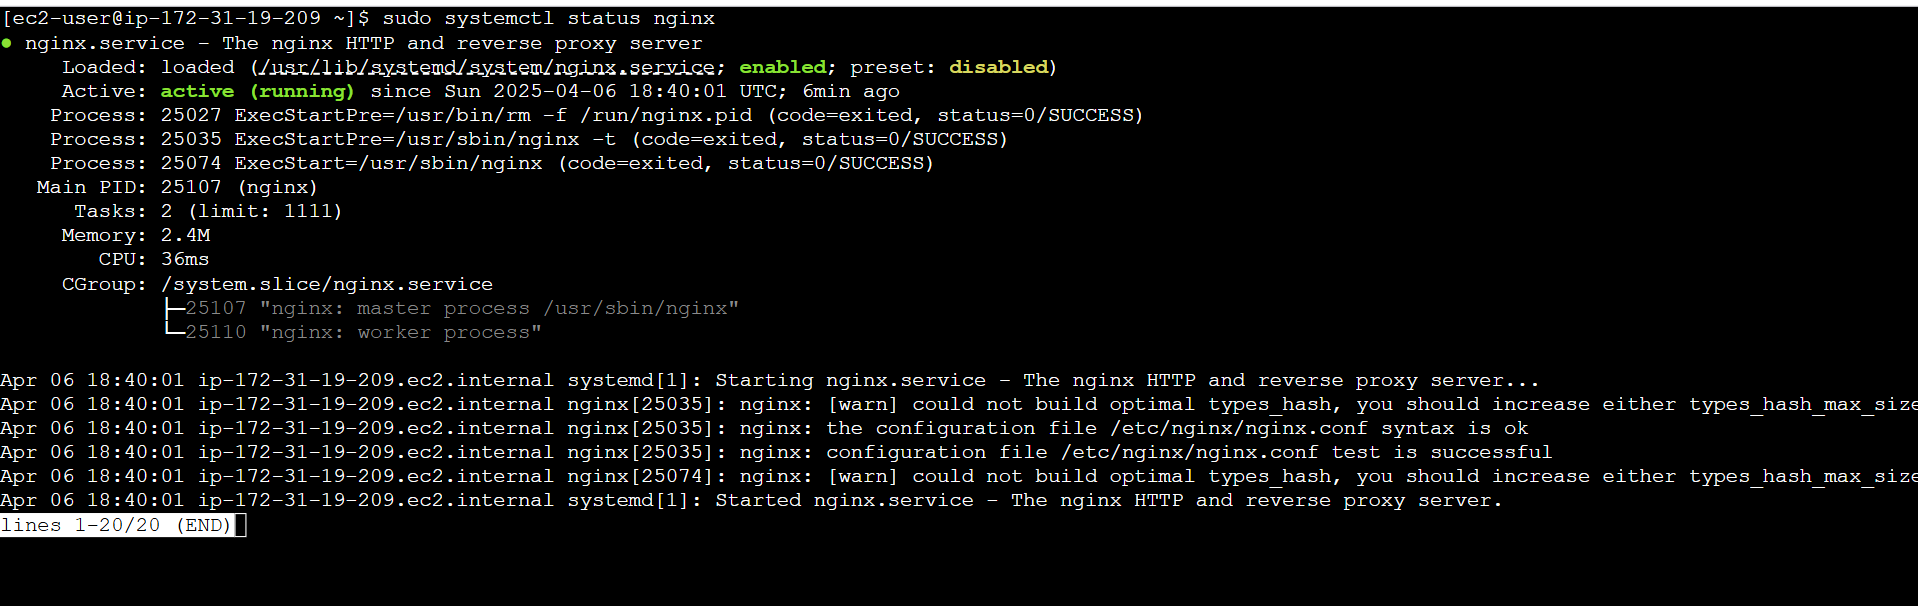 [ec2-user@ip-172-31-19-209 ~]$ sudo systemctl status nginx
● nginx.service - The nginx HTTP and reverse proxy server
     Loaded: loaded (/usr/lib/systemd/system/nginx.service; enabled; preset: disabled)
     Active: active (running) since Sun 2025-04-06 18:40:01 UTC; 6min ago
    Process: 25027 ExecStartPre=/usr/bin/rm -f /run/nginx.pid (code=exited, status=0/SUCCESS)
    Process: 25035 ExecStartPre=/usr/sbin/nginx -t (code=exited, status=0/SUCCESS)
    Process: 25074 ExecStart=/usr/sbin/nginx (code=exited, status=0/SUCCESS)
   Main PID: 25107 (nginx)
      Tasks: 2 (limit: 1111)
     Memory: 2.4M
        CPU: 36ms
     CGroup: /system.slice/nginx.service
             ├─25107 "nginx: master process /usr/sbin/nginx"
             └─25110 "nginx: worker process"
Apr 06 18:40:01 ip-172-31-19-209.ec2.internal systemd[1]: Starting nginx.service - The nginx HTTP and reverse proxy server...
Apr 06 18:40:01 ip-172-31-19-209.ec2.internal nginx[25035]: nginx: [warn] could not build optimal types_hash, you should increase either types_hash_max_size
Apr 06 18:40:01 ip-172-31-19-209.ec2.internal nginx[25035]: nginx: the configuration file /etc/nginx/nginx.conf syntax is ok
Apr 06 18:40:01 ip-172-31-19-209.ec2.internal nginx[25035]: nginx: configuration file /etc/nginx/nginx.conf test is successful
Apr 06 18:40:01 ip-172-31-19-209.ec2.internal nginx[25074]: nginx: [warn] could not build optimal types_hash, you should increase either types_hash_max_size
Apr 06 18:40:01 ip-172-31-19-209.ec2.internal systemd[1]: Started nginx.service - The nginx HTTP and reverse proxy server.
lines 1-20/20 (END)